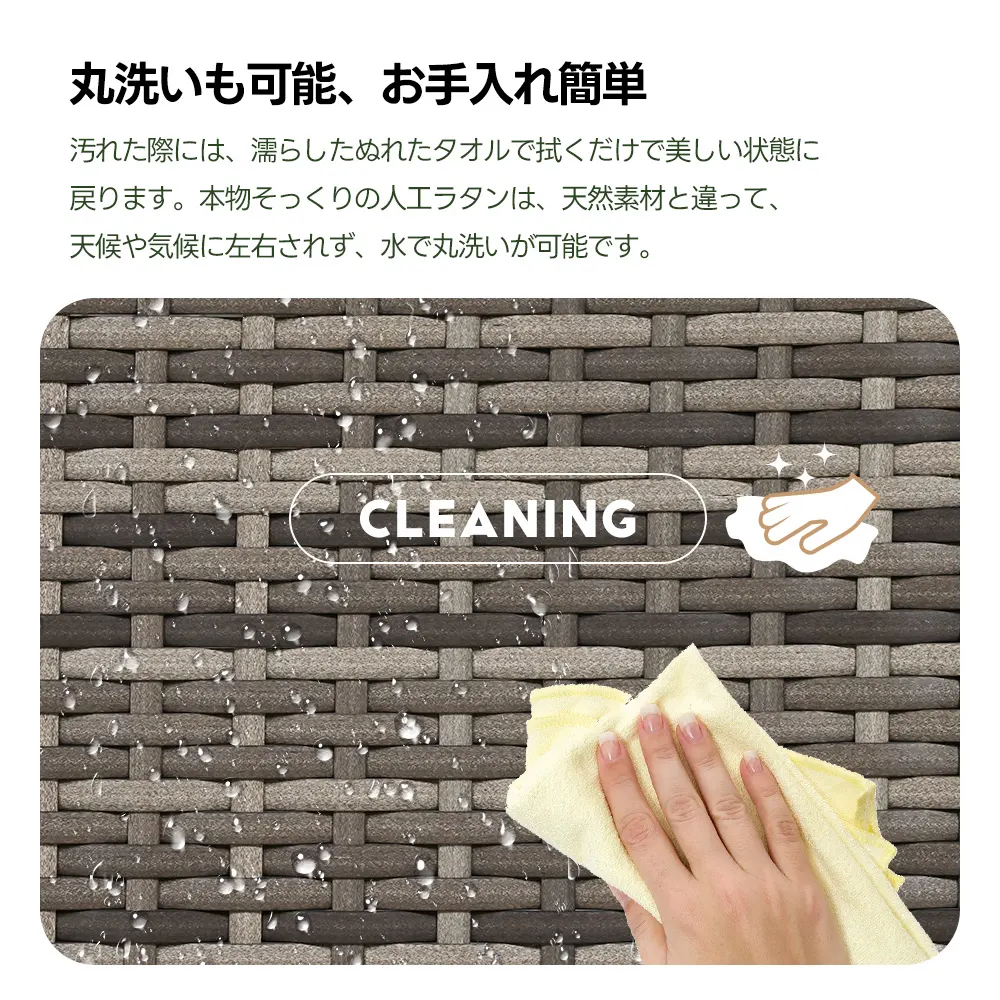 丸洗いも可能、お手入れ簡単
汚れた際には、濡らしたぬれたタオルで拭くだけで美しい状態に
戻ります。本物そっくりの人工ラタンは、天然素材と違って、
天候や気候に左右されず、水で丸洗いが可能です。
CLEANING